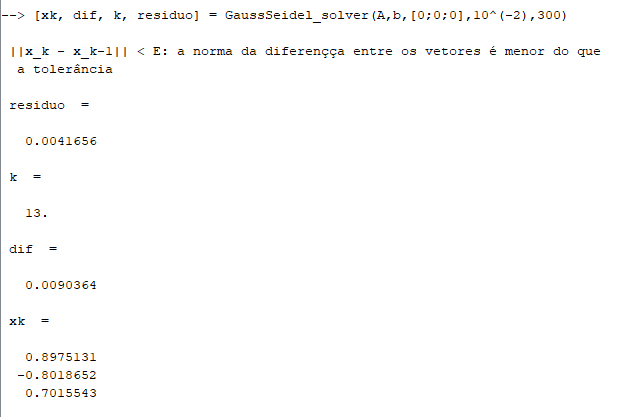 --> [xk, dif, k, residuo] = GaussSeidel_solver(A,b,[0;0;0],10^(-2),300)
||x_k - x_k-1|| < E: a norma da diferençça entre os vetores é menor do que
a tolerância
residuo  =
0.0041656
k  =
13.
dif  =
0.0090364
xk  =
0.8975131
-0.8018652
0.7015543